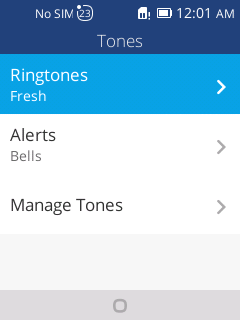 No SIM 23 12:01 AM
Tones
Ringtones
Fresh
Alerts
Bells
Manage Tones